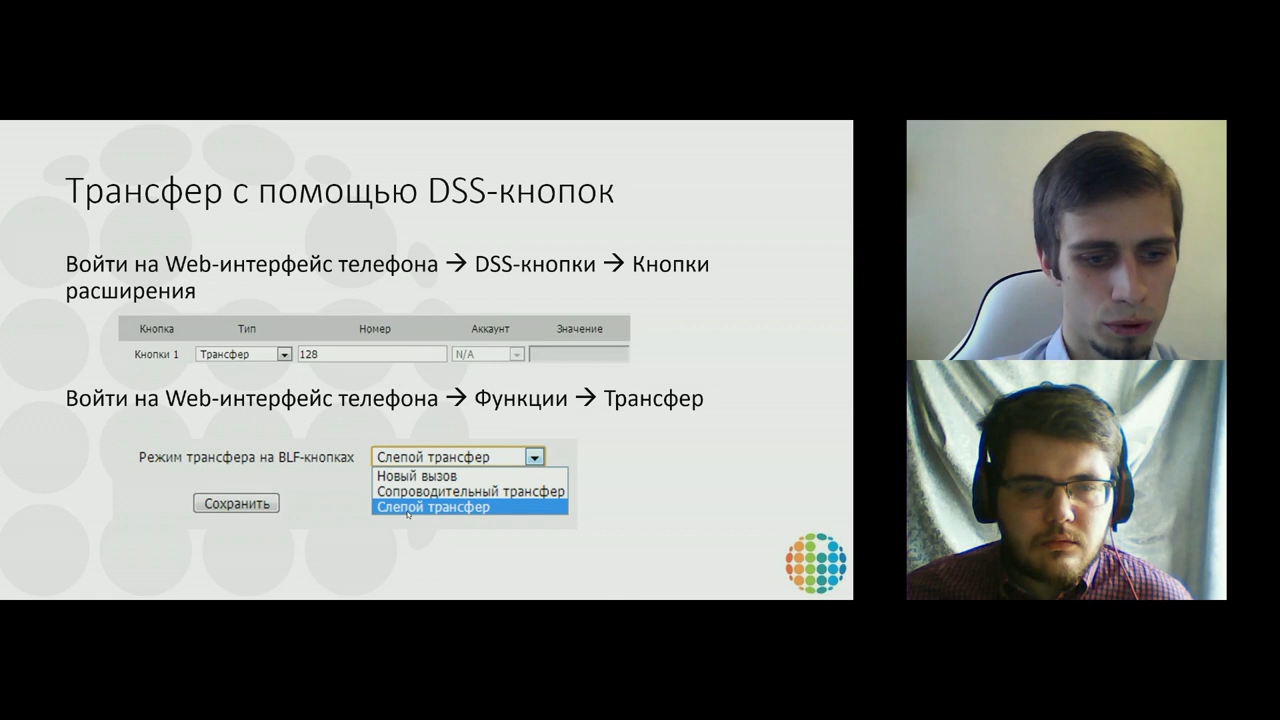 Трансфер с помощью DSS-кнопок
Войти на Web-интерфейс телефона → DSS-кнопки → Кнопки
расширения
Кнопка Тип Номер Аккаунт Значение
Кнопки 1 Трансфер 128 N/A
Войти на Web-интерфейс телефона → Функции → Трансфер
Режим трансфера на BLF-кнопках Слепой трансфер
Новый вызов
Сопроводительный трансфер
Сохранить Слепой трансфер